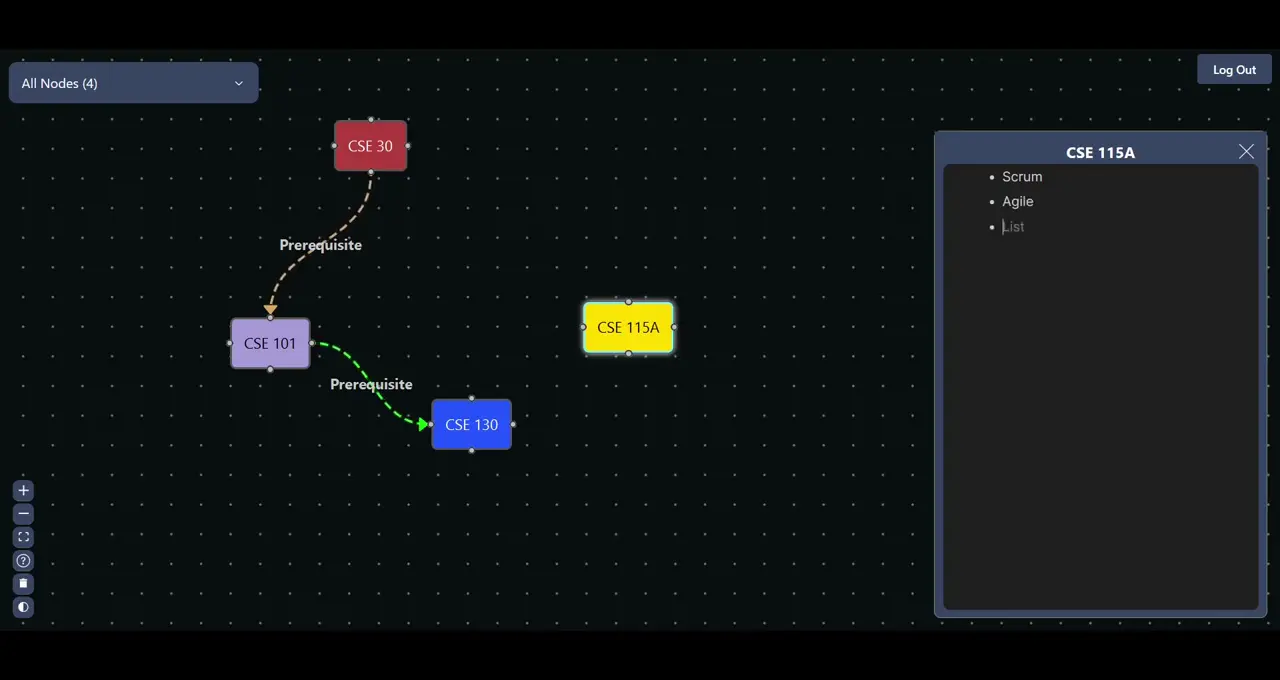 All Nodes (4)
Log Out
CSE 30
CSE 115A
Scrum
Agile
List
Prerequisite
CSE 115A
CSE 101
Prerequisite
CSE 130